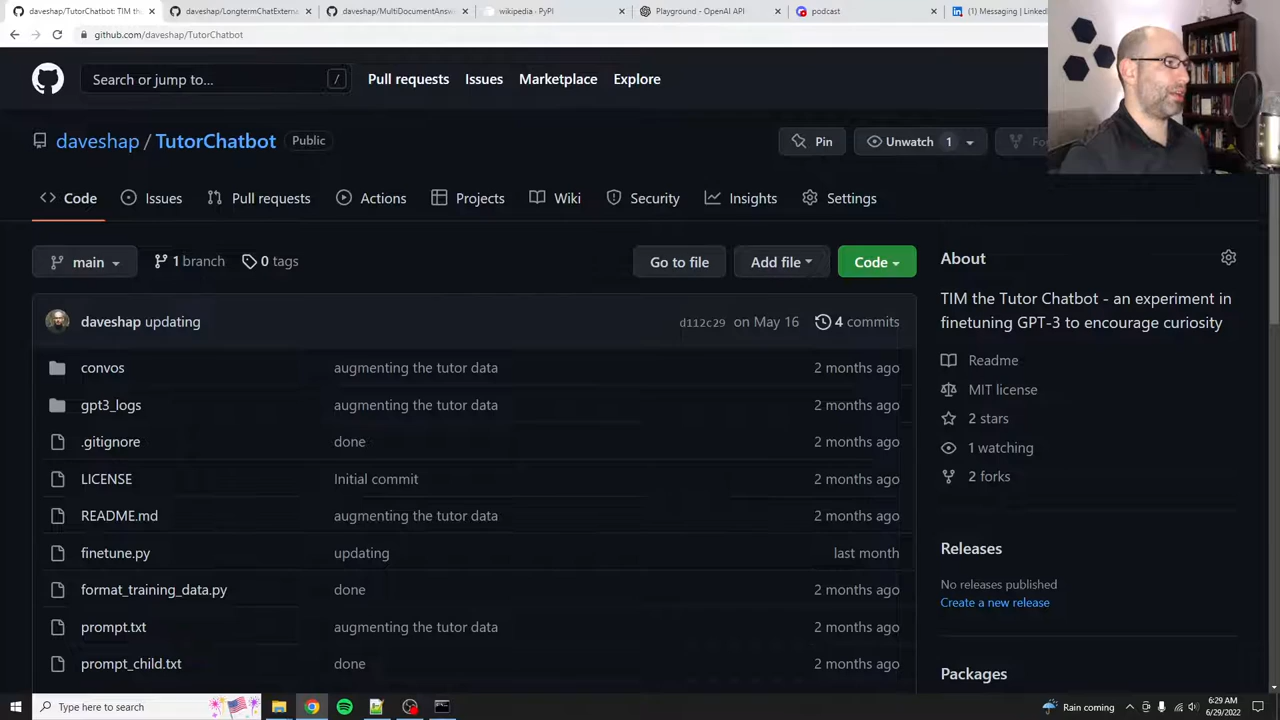 daveshap/TutorChatbot: TIM t
daveshap/LongtermChatExtern
daveshap/MultiDocumentAnsw
wikipedia · PyPI
Playground - OpenAI API
podcast
(1) Messaging | LinkedI
github.com/daveshap/TutorChatbot
Search or jump to...
/
Pull requests
Issues
Marketplace
Explore
daveshap / TutorChatbot
Public
Pin
Unwatch 1
Fo
Code
Issues
Pull requests
Actions
Projects
Wiki
Security
Insights
Settings
main
1 branch
0 tags
Go to file
Add file
Code
About
TIM the Tutor Chatbot - an experiment in
finetuning GPT-3 to encourage curiosity
daveshap updating
d112c29 on May 16
4 commits
convos augmenting the tutor data 2 months ago
gpt3_logs augmenting the tutor data 2 months ago
.gitignore done 2 months ago
LICENSE Initial commit 2 months ago
README.md augmenting the tutor data 2 months ago
finetune.py updating last month
format_training_data.py done 2 months ago
prompt.txt augmenting the tutor data 2 months ago
prompt_child.txt done 2 months ago
Readme
MIT license
2 stars
1 watching
2 forks
Releases
No releases published
Create a new release
Packages
Type here to search
Rain coming
6:29 AM
6/29/2022